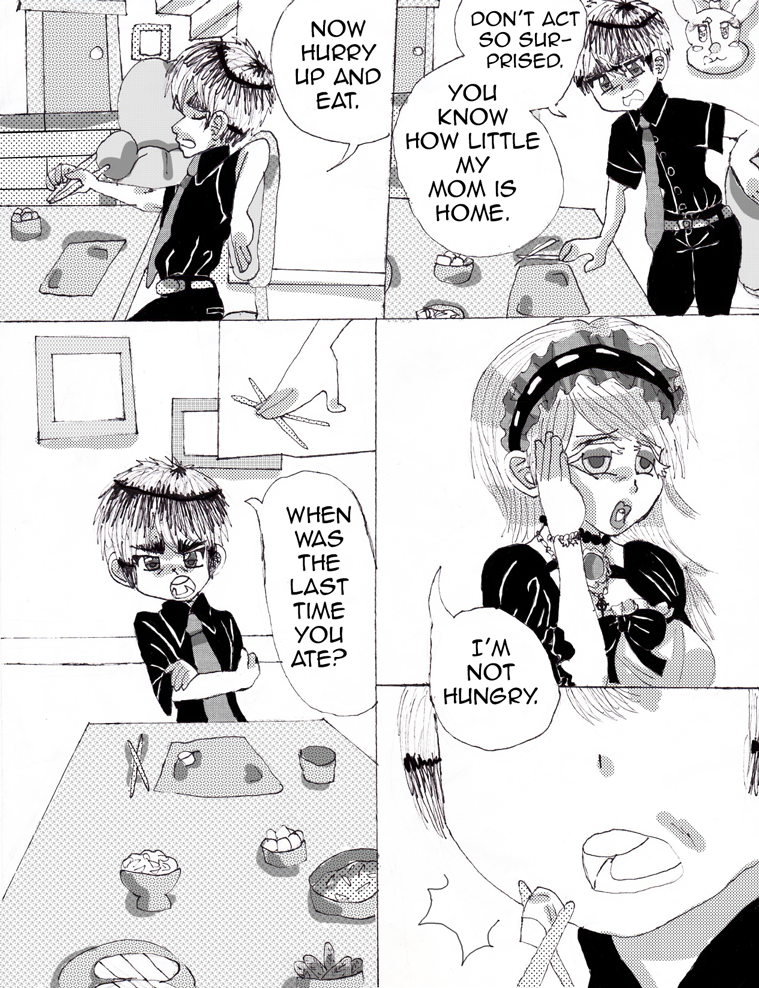 DON'T ACT
SO SUR-
PRISED.
YOU
KNOW
HOW LITTLE
MY
MOM IS
HOME.
NOW
HURRY
UP AND
EAT.
I'M
NOT
HUNGRY.
WHEN
WAS
THE
LAST
TIME
YOU
ATE?